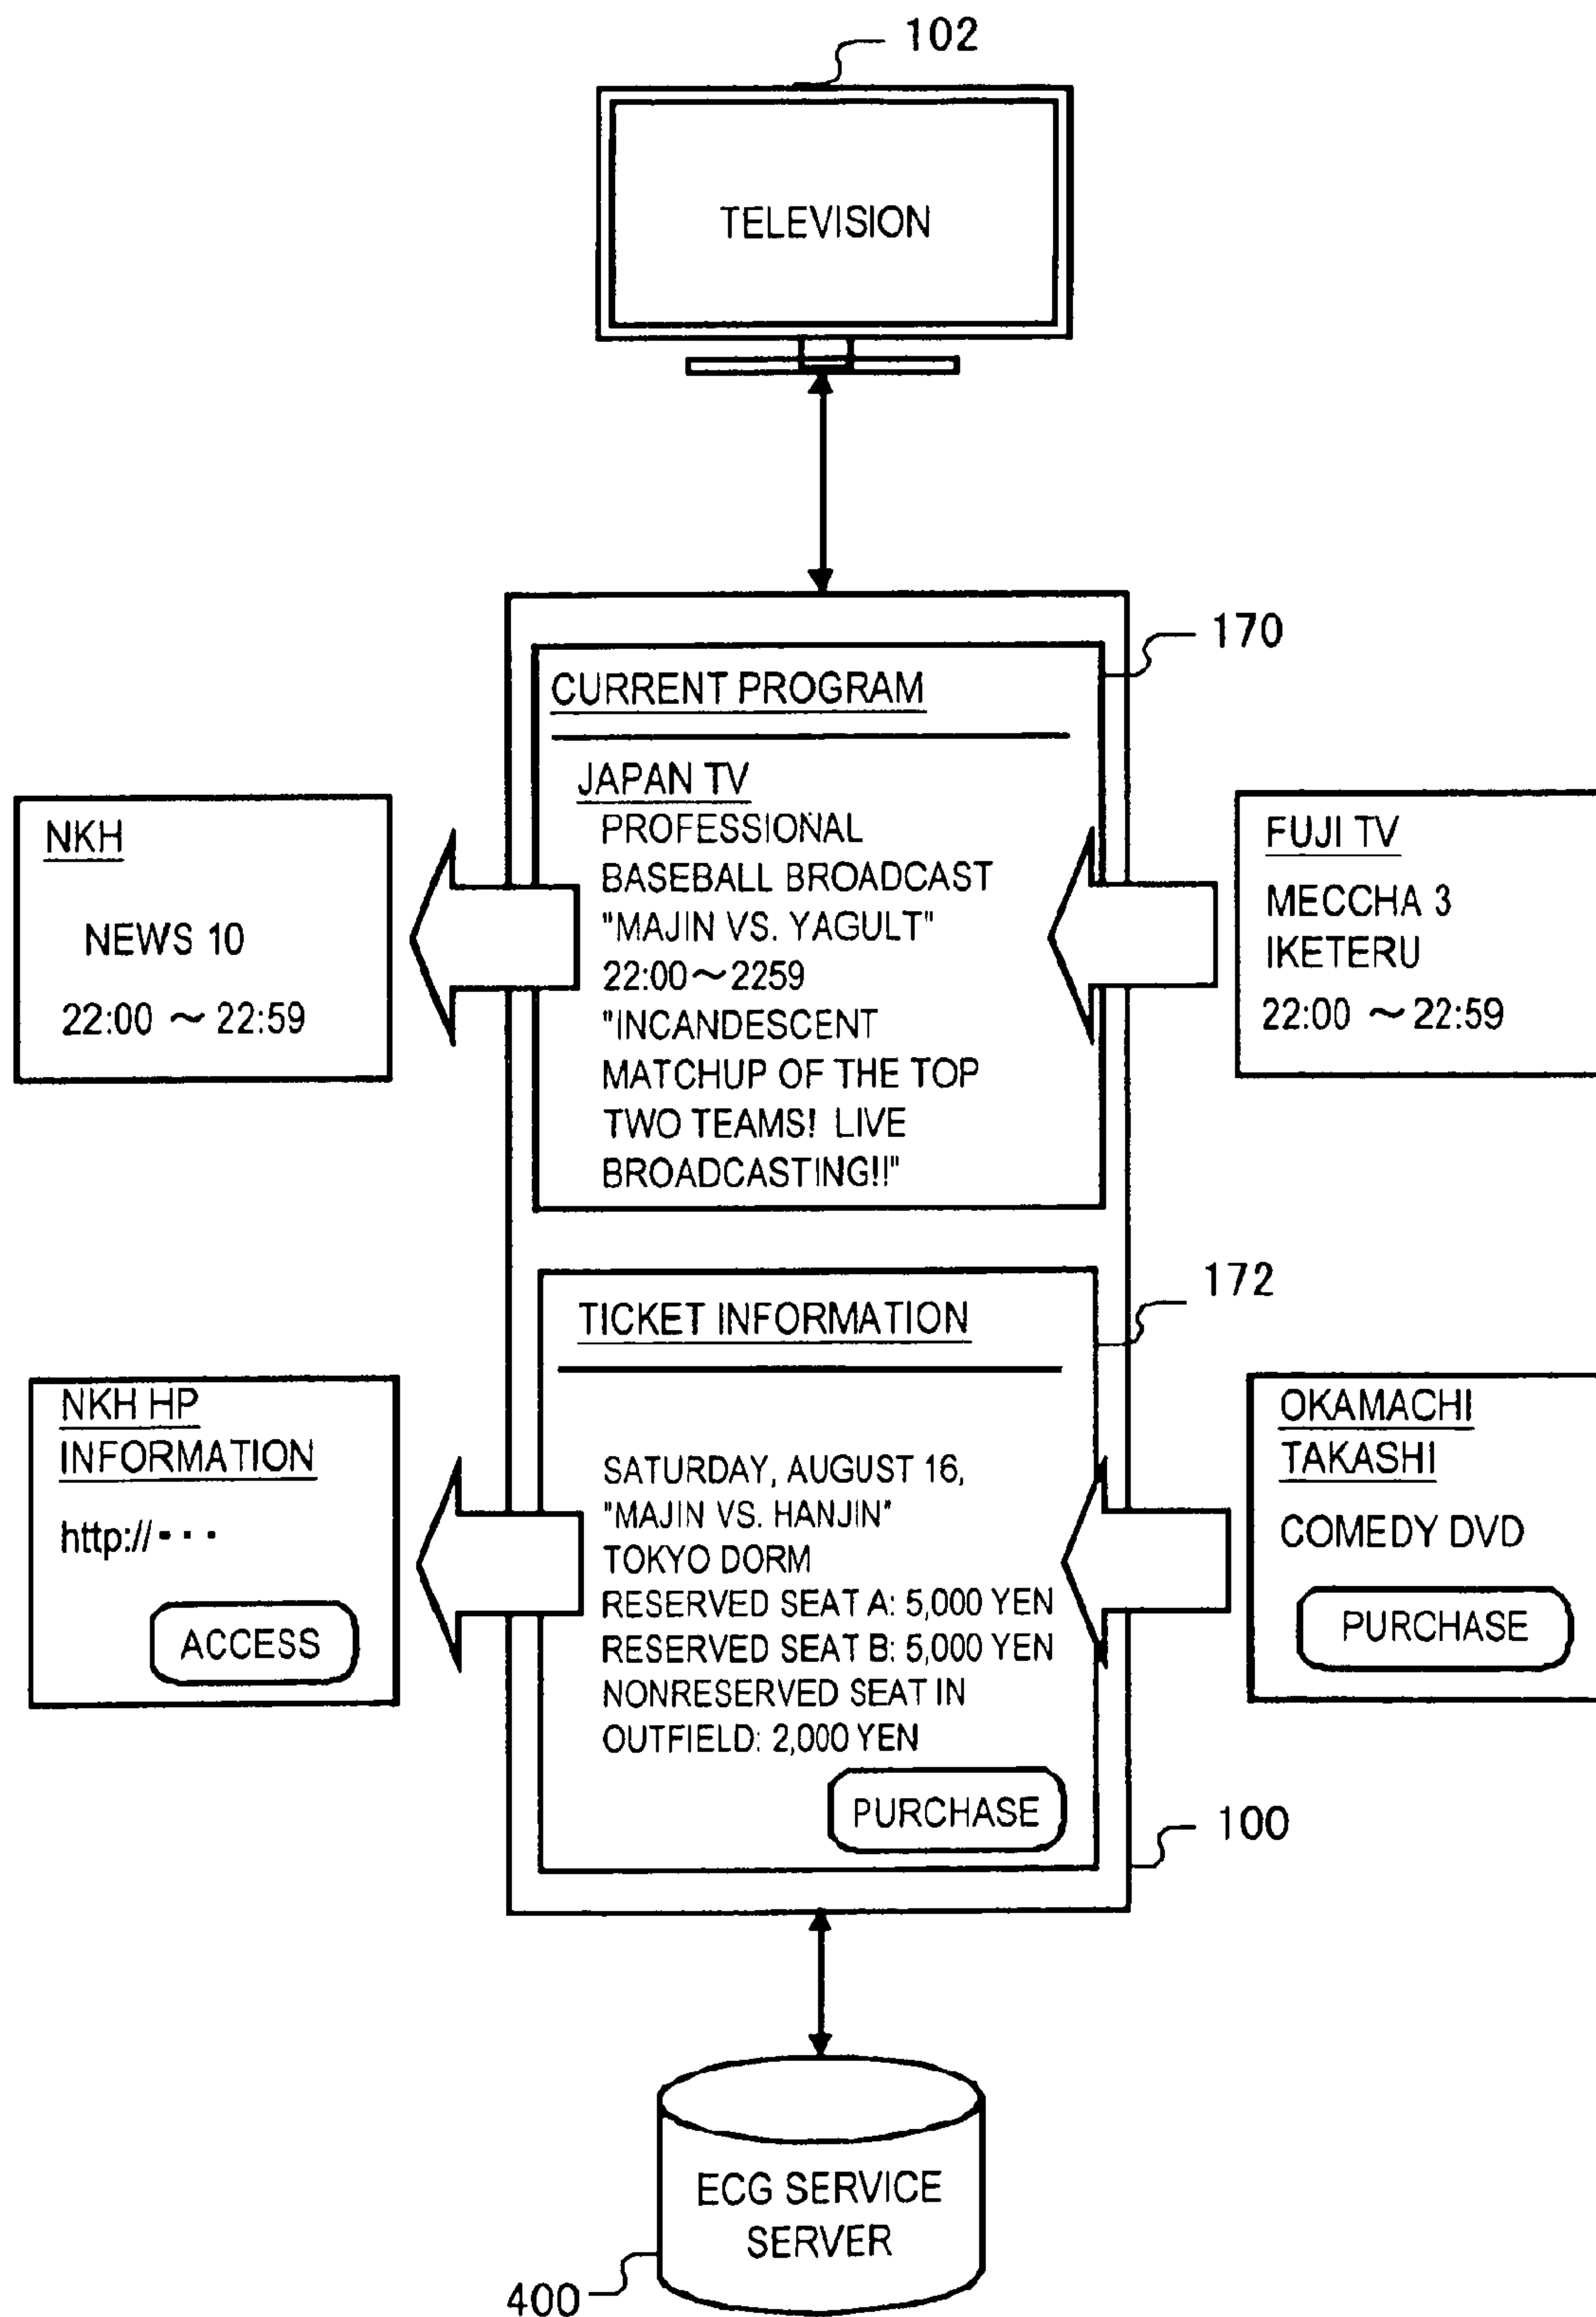 102
TELEVISION
170
CURRENT PROGRAM
JAPAN TV
PROFESSIONAL
BASEBALL BROADCAST
"MAJIN VS. YAGULT"
22:00～2259
"INCANDESCENT
MATCHUP OF THE TOP
TWO TEAMS! LIVE
BROADCASTING!!"
NKH
NEWS 10
22:00 ～ 22:59
FUJI TV
MECCHA 3
IKETERU
22:00 ～ 22:59
172
TICKET INFORMATION
SATURDAY, AUGUST 16,
"MAJIN VS. HANJIN"
TOKYO DORM
RESERVED SEAT A: 5,000 YEN
RESERVED SEAT B: 5,000 YEN
NONRESERVED SEAT IN
OUTFIELD: 2,000 YEN
PURCHASE
NKH HP
INFORMATION
http://･･･
ACCESS
OKAMACHI
TAKASHI
COMEDY DVD
PURCHASE
100
ECG SERVICE
SERVER
400